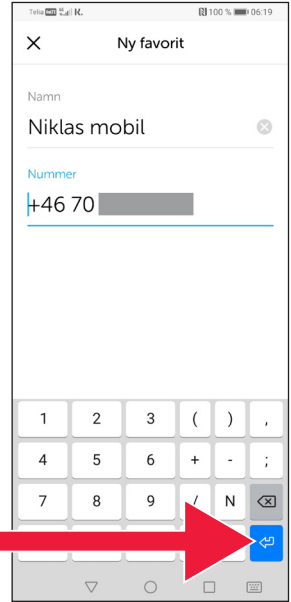 Telia K. 100 % 06:19
Ny favorit
Namn
Niklas mobil
Nummer
+46 70
1 2 3 ( ) ,
4 5 6 + - ;
7 8 9 / N